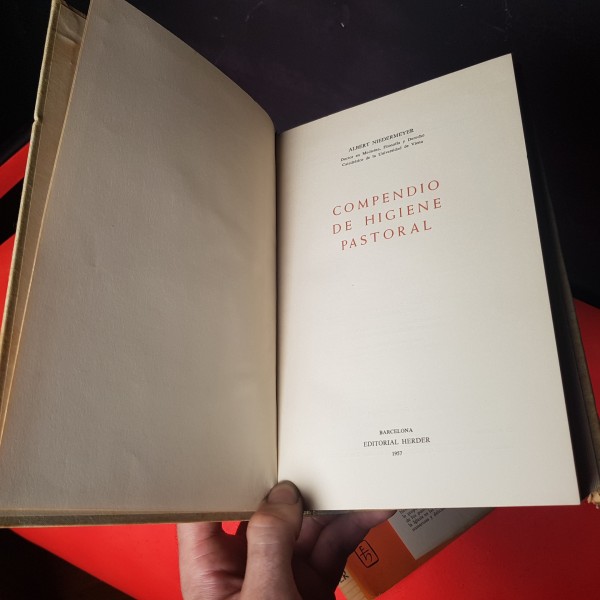 ALBERT NIEDERMEYER
Doctor en Medicina, Filosofía y Derecho
Catedrático de la Universidad de Viena
COMPENDIO
DE HIGIENE
PASTORAL
BARCELONA
EDITORIAL HERDER
1957